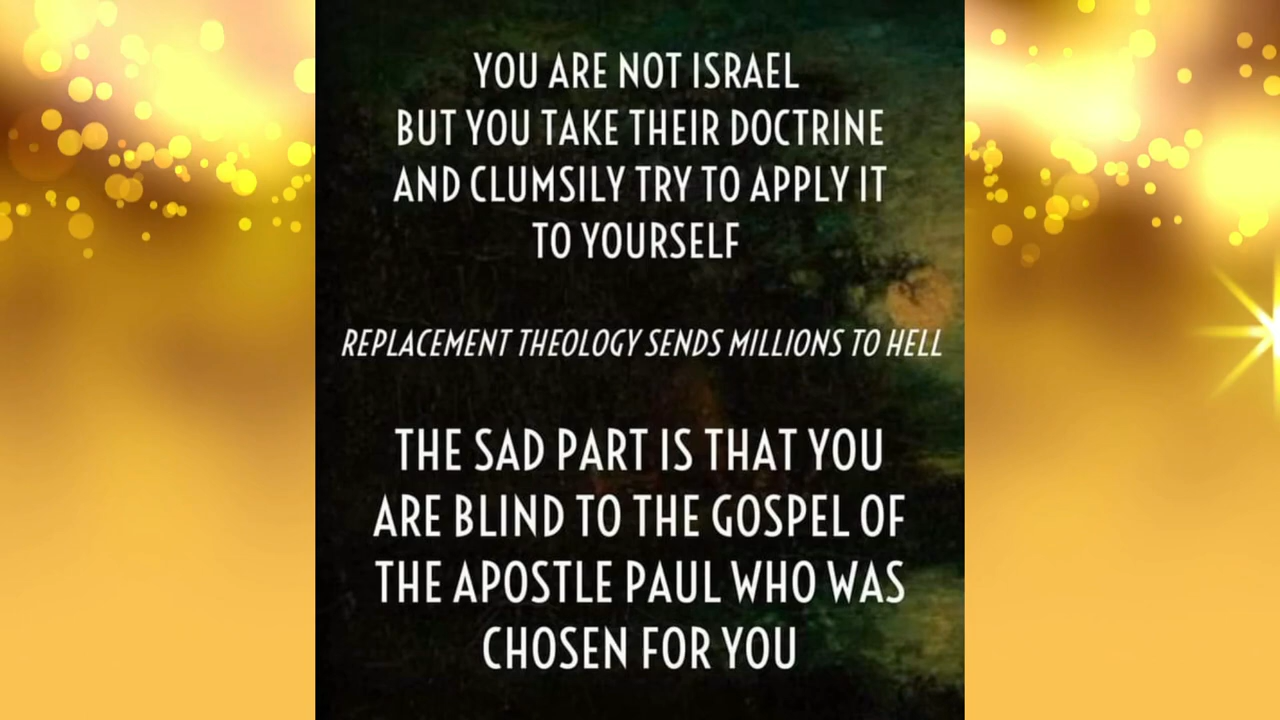 YOU ARE NOT ISRAEL
BUT YOU TAKE THEIR DOCTRINE
AND CLUMSILY TRY TO APPLY IT
TO YOURSELF
REPLACEMENT THEOLOGY SENDS MILLIONS TO HELL
THE SAD PART IS THAT YOU
ARE BLIND TO THE GOSPEL OF
THE APOSTLE PAUL WHO WAS
CHOSEN FOR YOU